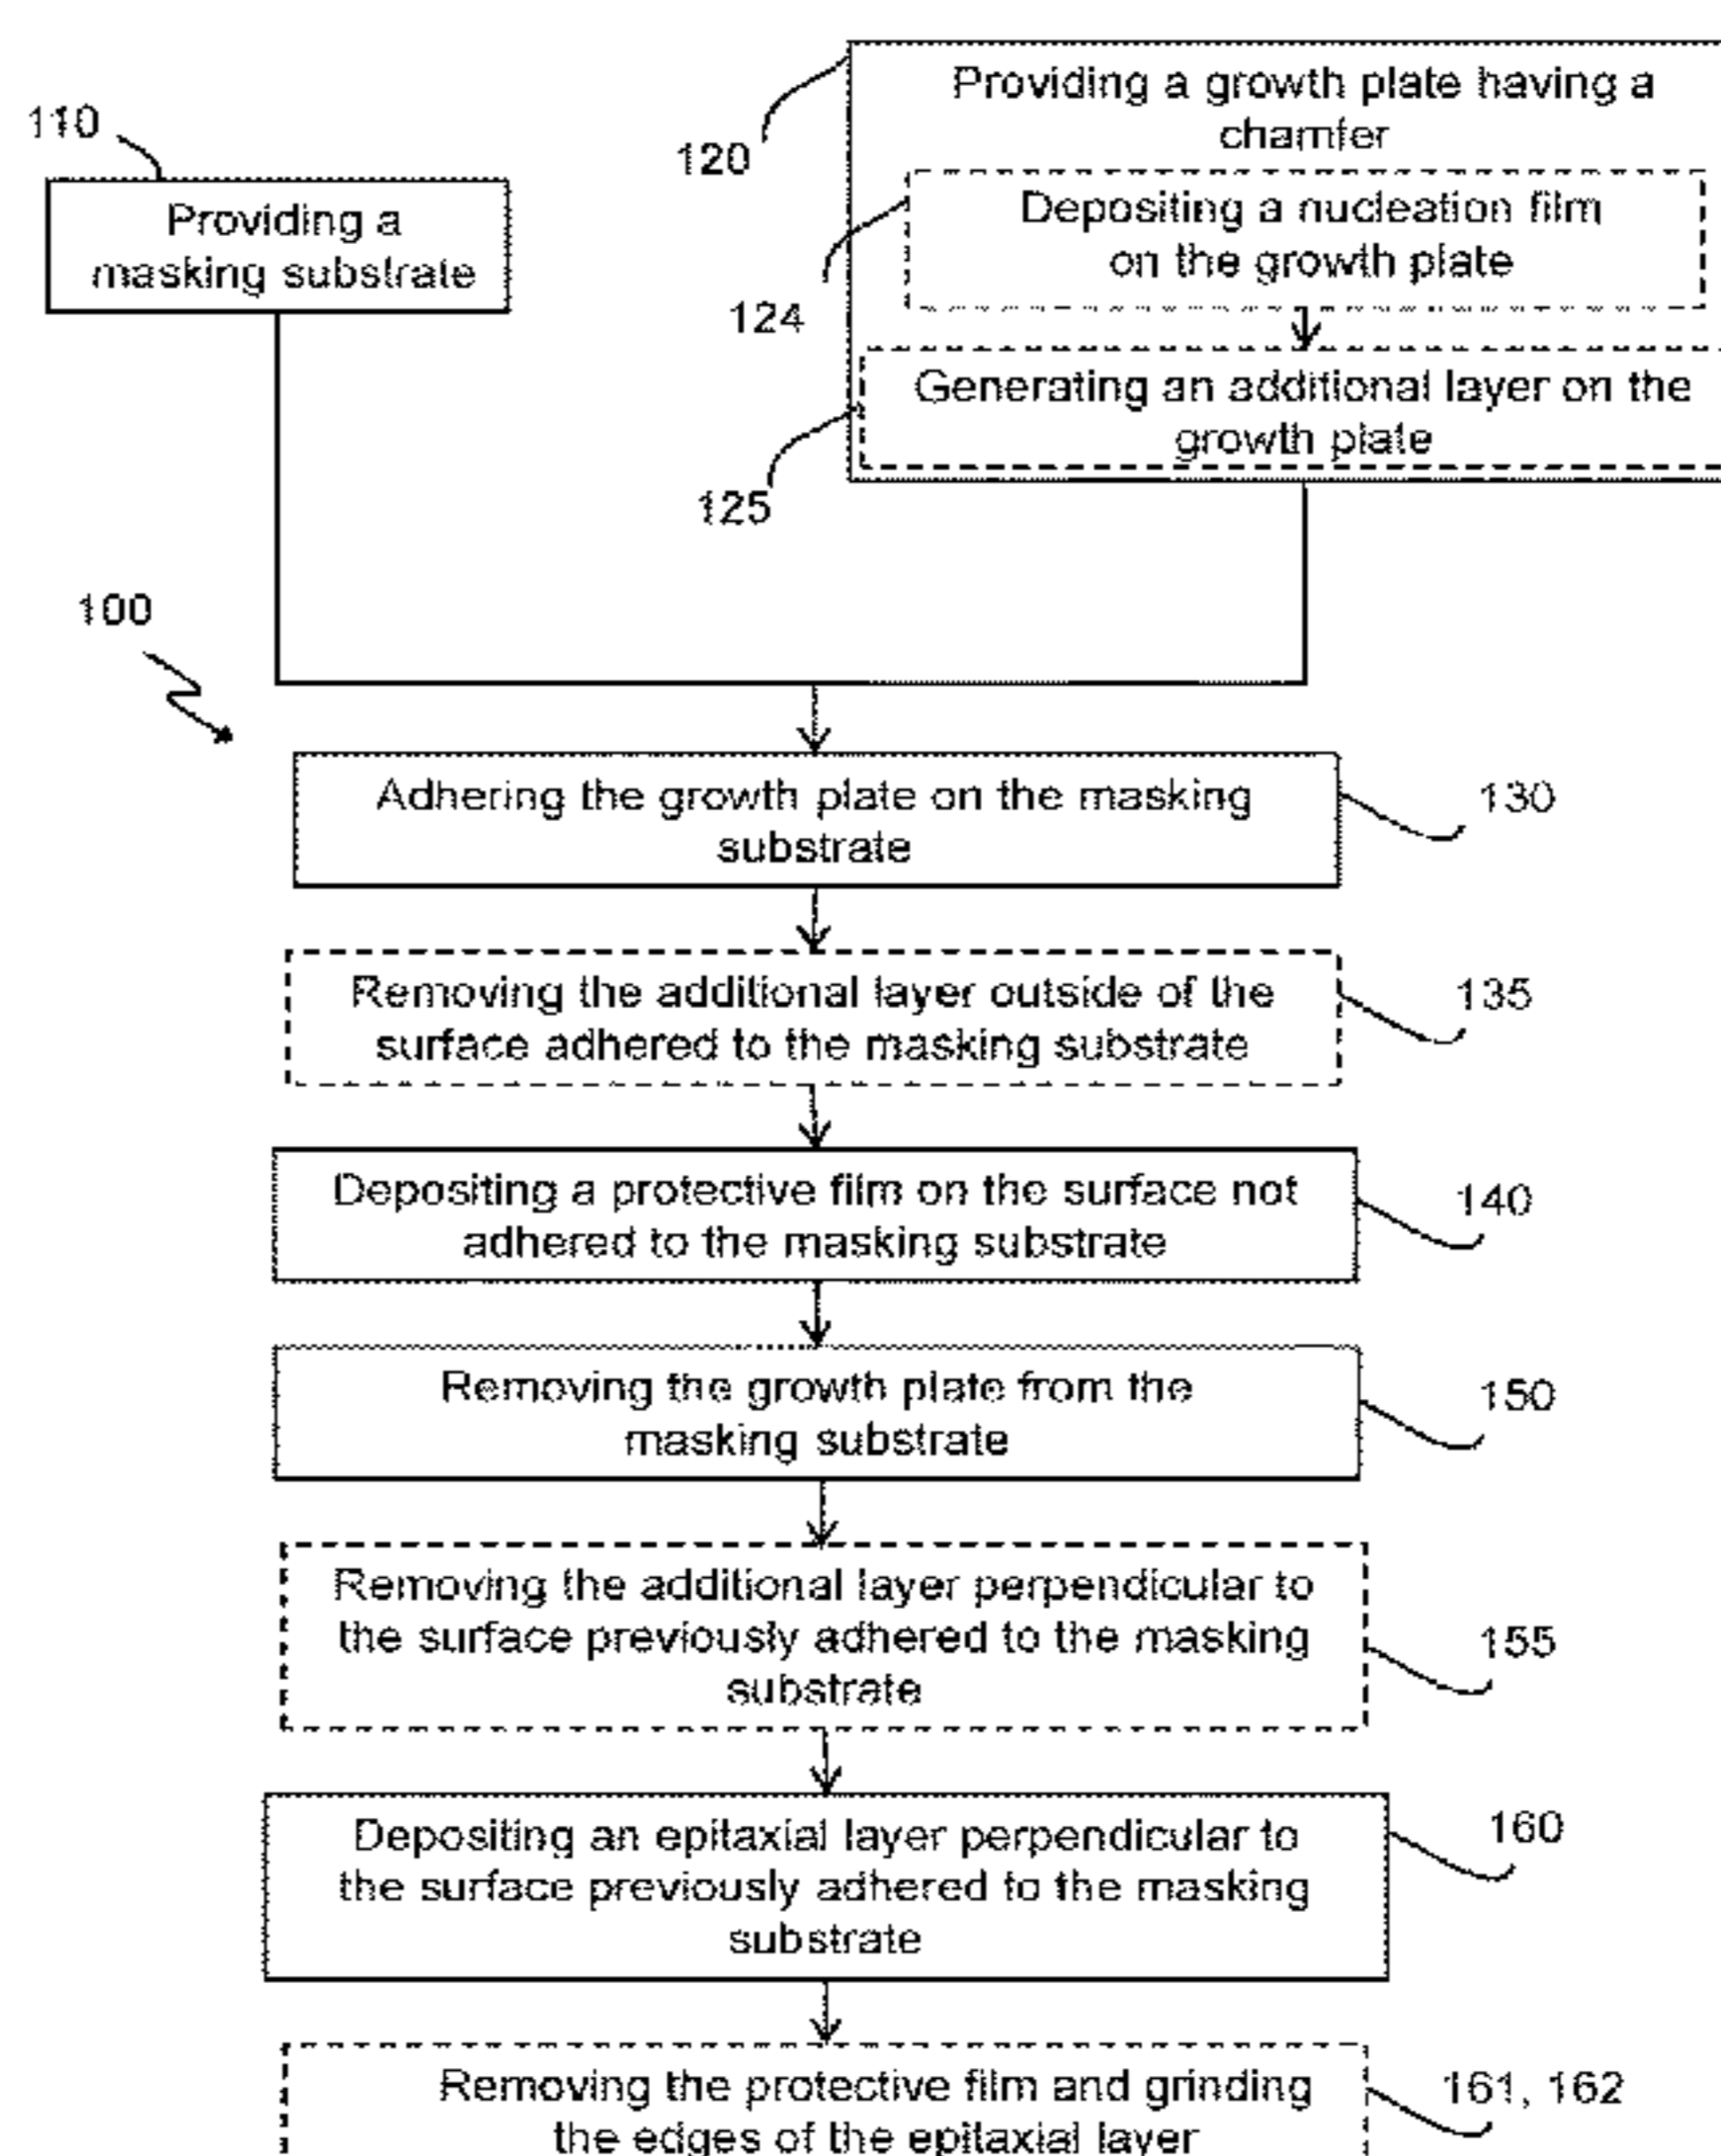 110
Providing a
masking substrate
120
Providing a growth plate having a
chamfer
124
Depositing a nucleation film
on the growth plate
125
Generating an additional layer on the
growth plate
100
Adhering the growth plate on the masking
substrate
130
Removing the additional layer outside of the
surface adhered to the masking substrate
135
Depositing a protective film on the surface not
adhered to the masking substrate
140
Removing the growth plate from the
masking substrate
150
Removing the additional layer perpendicular to
the surface previously adhered to the masking
substrate
155
Depositing an epitaxial layer perpendicular to
the surface previously adhered to the masking
substrate
160
Removing the protective film and grinding
the edges of the epitaxial layer
161, 162